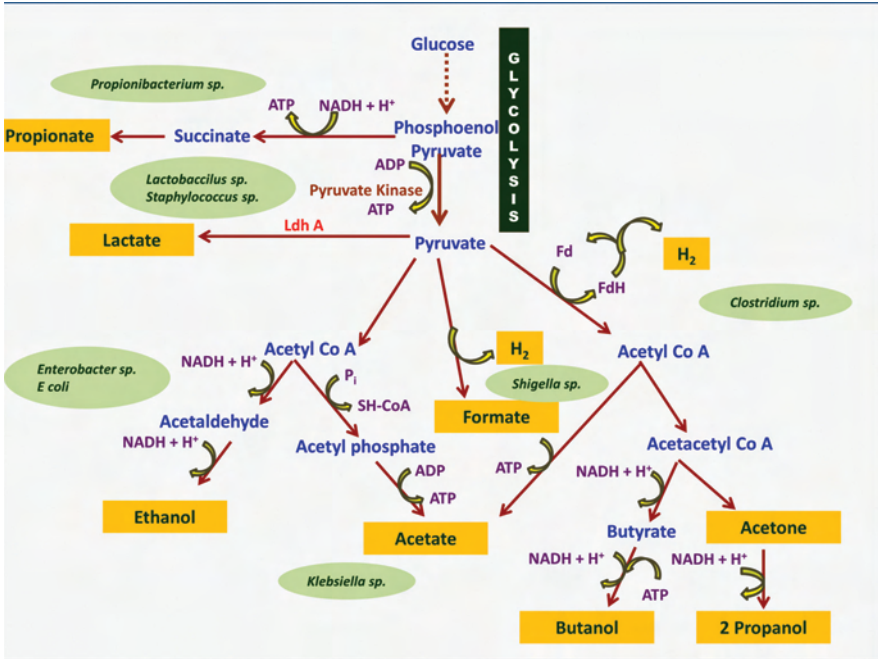 Glucose
GLYCOLYSIS
Propionibacterium sp.
ATP
NADH + H⁺
Propionate
Succinate
Phosphoenol
Pyruvate
ADP
Lactobaccilus sp.
Staphylococcus sp.
Pyruvate Kinase
ATP
Lactate
Ldh A
Pyruvate
Fd
H₂
FdH
Clostridium sp.
Acetyl Co A
H₂
Acetyl Co A
Enterobacter sp.
E coli
NADH + H⁺
Pᵢ
Shigella sp.
SH-CoA
Formate
Acetaldehyde
NADH + H⁺
Acetyl phosphate
Acetacetyl Co A
ADP
ATP
ATP
NADH + H⁺
Ethanol
Acetate
Butyrate
Acetone
NADH + H⁺
NADH + H⁺
Klebsiella sp.
ATP
Butanol
2 Propanol